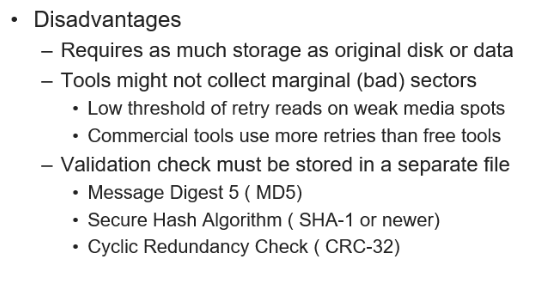 • Disadvantages
– Requires as much storage as original disk or data
– Tools might not collect marginal (bad) sectors
• Low threshold of retry reads on weak media spots
• Commercial tools use more retries than free tools
– Validation check must be stored in a separate file
• Message Digest 5 ( MD5)
• Secure Hash Algorithm ( SHA-1 or newer)
• Cyclic Redundancy Check ( CRC-32)